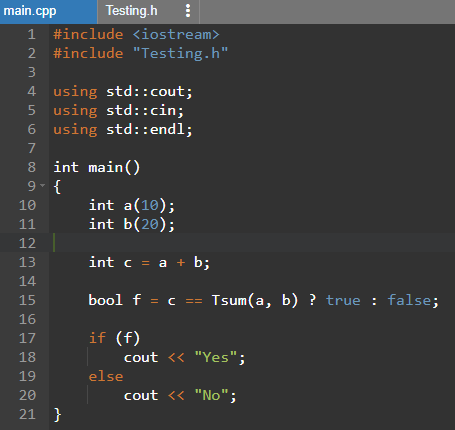 main.cpp Testing.h
1 #include <iostream>
2 #include "Testing.h"
3
4 using std::cout;
5 using std::cin;
6 using std::endl;
7
8 int main()
9 {
10     int a(10);
11     int b(20);
12
13     int c = a + b;
14
15     bool f = c == Tsum(a, b) ? true : false;
16
17     if (f)
18         cout << "Yes";
19     else
20         cout << "No";
21 }